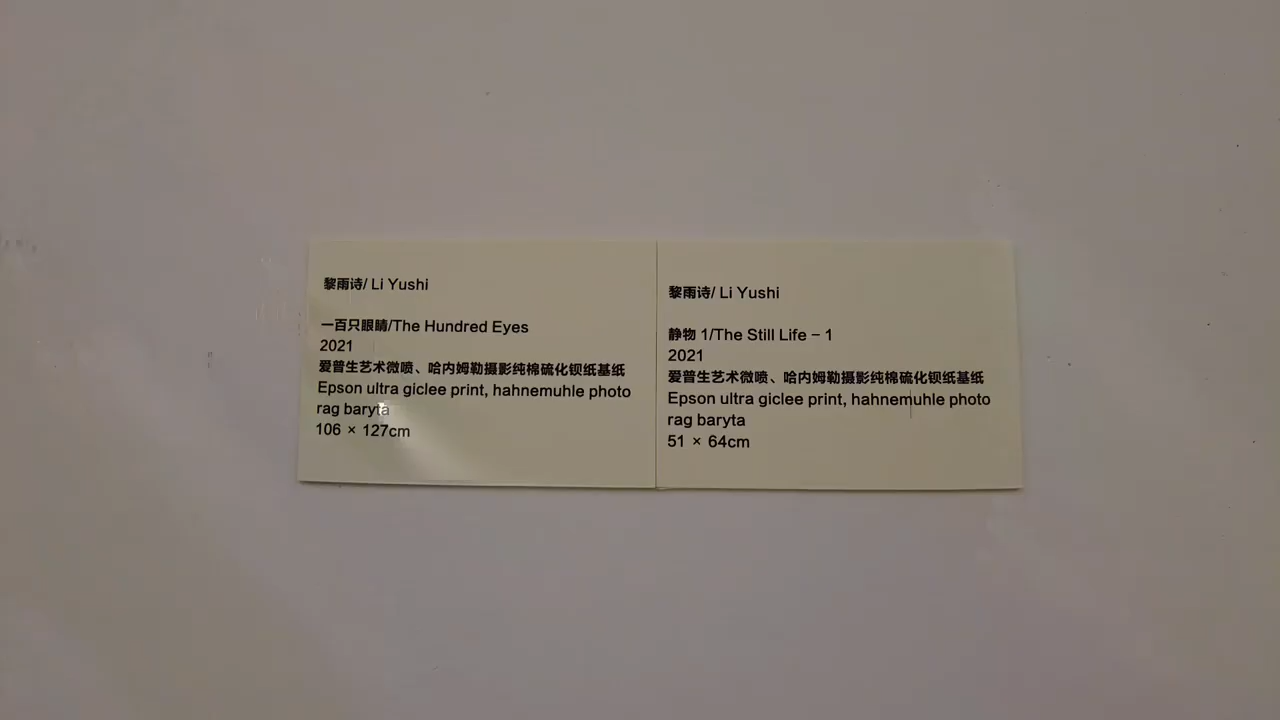 黎雨诗/ Li Yushi
一百只眼睛/The Hundred Eyes
2021
爱普生艺术微喷、哈内姆勒摄影纯棉硫化钡纸基纸
Epson ultra giclee print, hahnemuhle photo
rag baryta
106 × 127cm
黎雨诗/ Li Yushi
静物 1/The Still Life – 1
2021
爱普生艺术微喷、哈内姆勒摄影纯棉硫化钡纸基纸
Epson ultra giclee print, hahnemuhle photo
rag baryta
51 × 64cm